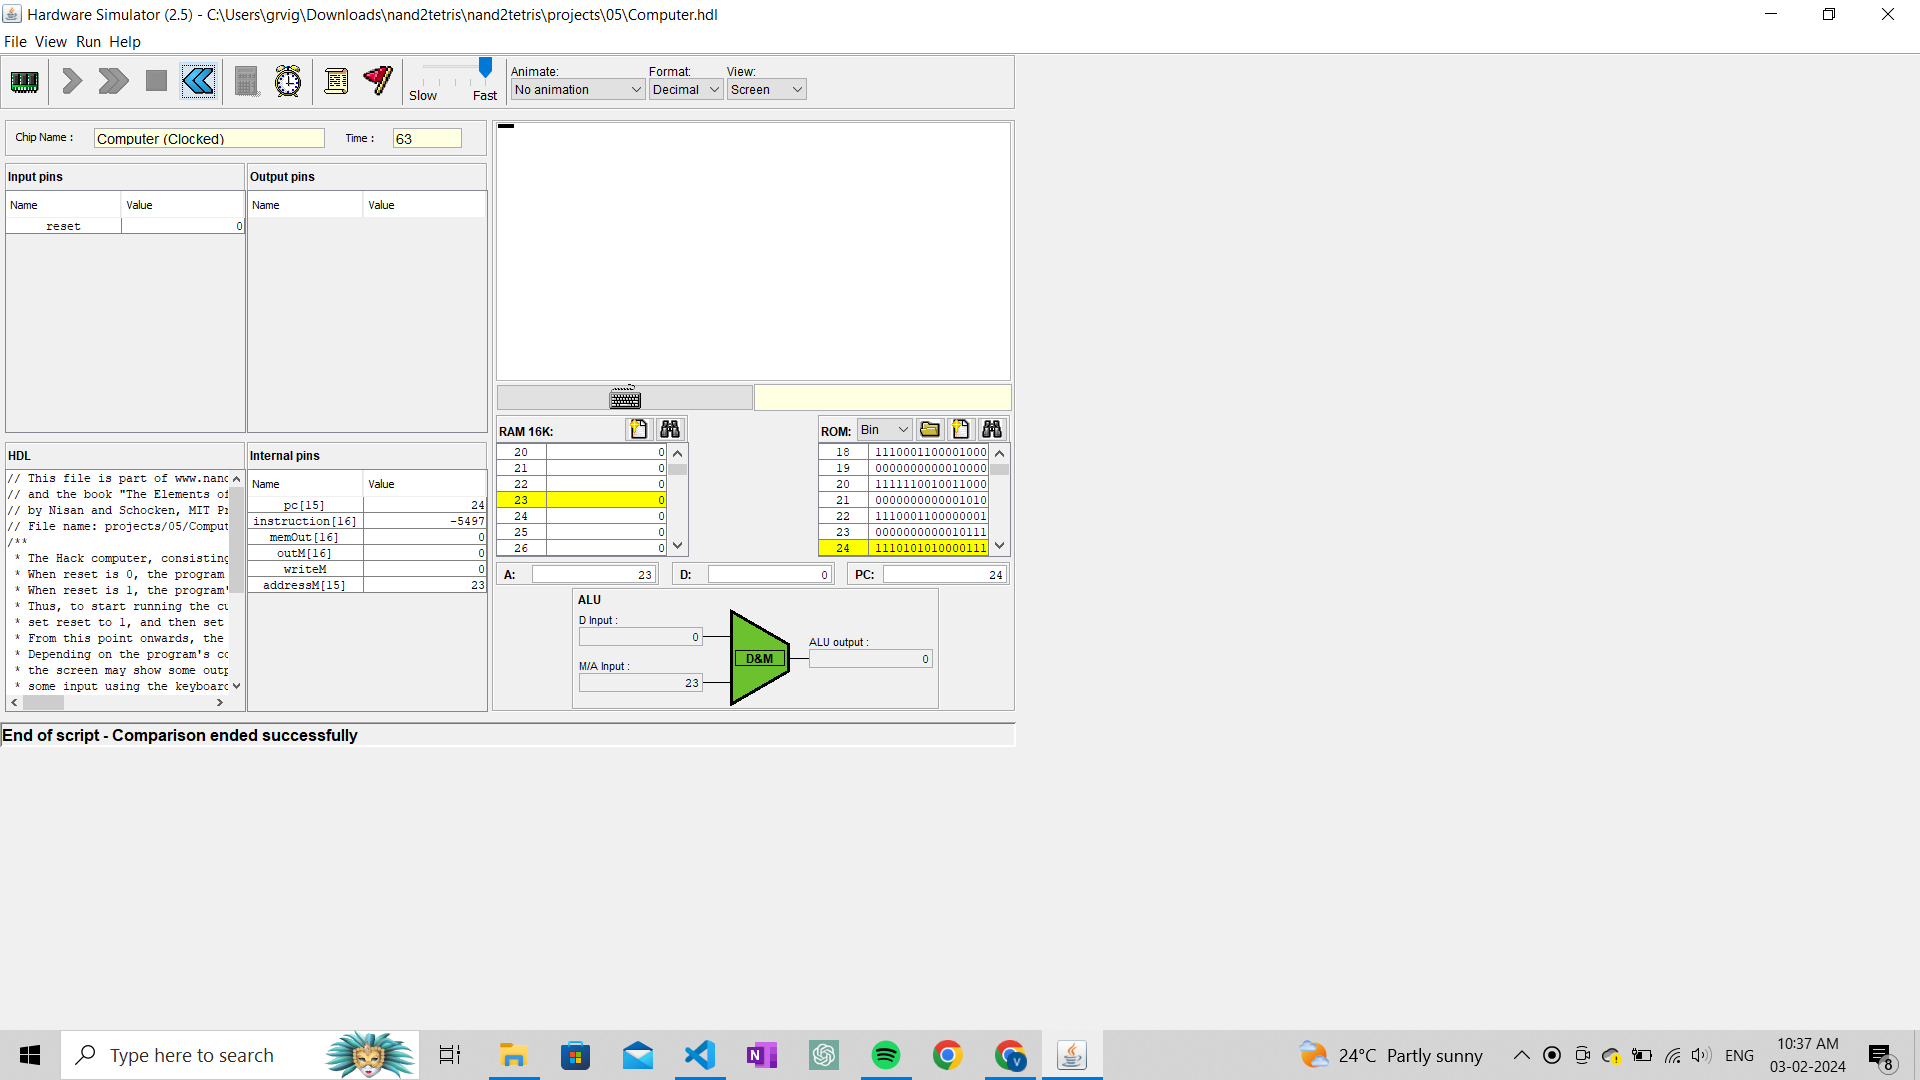 Hardware Simulator (2.5) - C:\Users\grvig\Downloads\nand2tetris\nand2tetris\projects\05\Computer.hdl
File View Run Help
Slow Fast
Animate: Format: View:
No animation Decimal Screen
Chip Name : Computer (Clocked) Time : 63
Input pins
Name Value
reset 0
Output pins
Name Value
HDL
// This file is part of www.nand
// and the book "The Elements of
// by Nisan and Schocken, MIT Pr
// File name: projects/05/Comput
/**
* The Hack computer, consisting
* When reset is 0, the program
* When reset is 1, the program'
* Thus, to start running the cu
* set reset to 1, and then set
* From this point onwards, the
* Depending on the program's co
* the screen may show some outp
* some input using the keyboard
Internal pins
Name Value
pc[15] 24
instruction[16] -5497
memOut[16] 0
outM[16] 0
writeM 0
addressM[15] 23
RAM 16K:
20 0
21 0
22 0
23 0
24 0
25 0
26 0
ROM: Bin
18 1110001100001000
19 0000000000010000
20 1111110010011000
21 0000000000001010
22 1110001100000001
23 0000000000010111
24 1110101010000111
A: 23 D: 0 PC: 24
ALU
D Input :
0
M/A Input :
23
D&M
ALU output :
0
End of script - Comparison ended successfully
Type here to search
24°C Partly sunny
ENG
10:37 AM
03-02-2024
8